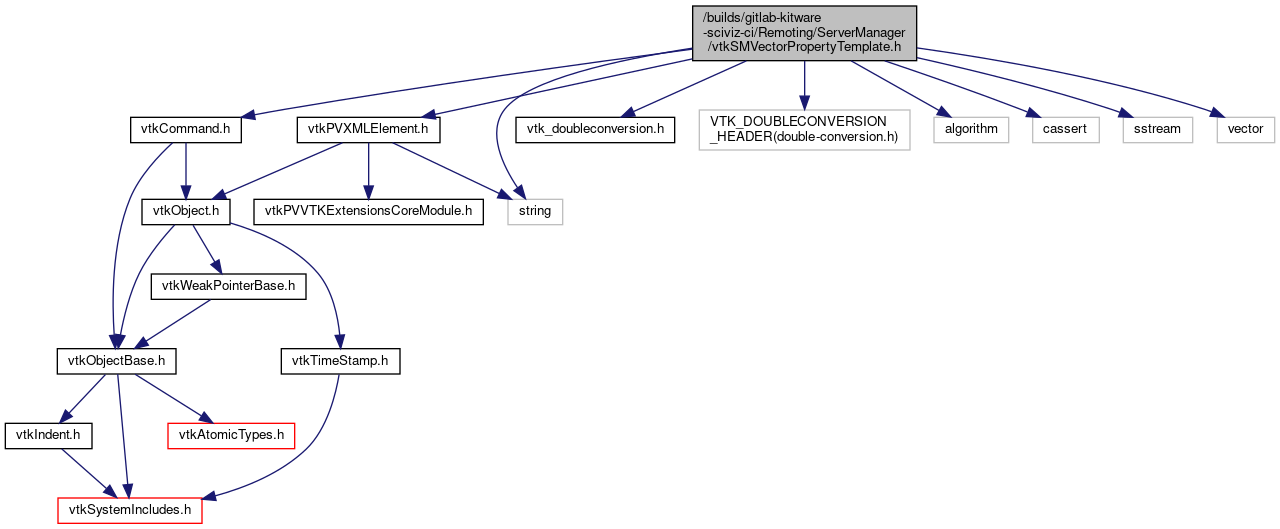 /builds/gitlab-kitware
-sciviz-ci/Remoting/ServerManager
/vtkSMVectorPropertyTemplate.h
vtkCommand.h
vtkPVXMLElement.h
vtk_doubleconversion.h
VTK_DOUBLECONVERSION
_HEADER(double-conversion.h)
algorithm
cassert
sstream
vector
vtkObject.h
vtkPVVTKExtensionsCoreModule.h
string
vtkWeakPointerBase.h
vtkObjectBase.h
vtkTimeStamp.h
vtkIndent.h
vtkAtomicTypes.h
vtkSystemIncludes.h